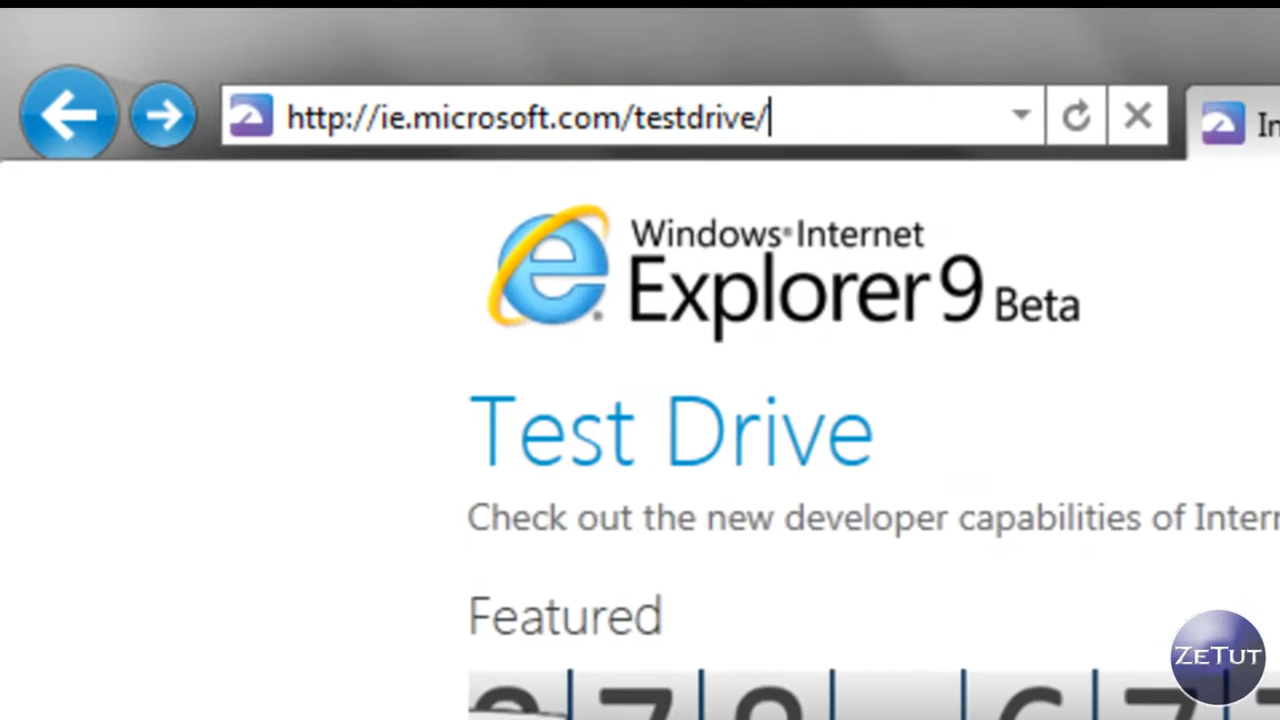 http://ie.microsoft.com/testdrive/
Windows® Internet
Explorer 9 Beta
Test Drive
Check out the new developer capabilities of
Featured
ZeTut